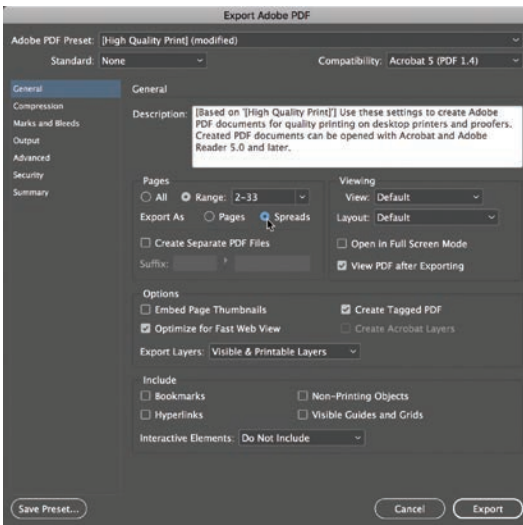 Export Adobe PDF
Adobe PDF Preset: [High Quality Print] (modified)
Standard: None Compatibility: Acrobat 5 (PDF 1.4)
General
Compression
Marks and Bleeds
Output
Advanced
Security
Summary
General
Description: [Based on '[High Quality Print]'] Use these settings to create Adobe
PDF documents for quality printing on desktop printers and proofers.
Created PDF documents can be opened with Acrobat and Adobe
Reader 5.0 and later.
Pages
All Range: 2-33
Export As Pages Spreads
Create Separate PDF Files
Suffix:
Viewing
View: Default
Layout: Default
Open in Full Screen Mode
View PDF after Exporting
Options
Embed Page Thumbnails Create Tagged PDF
Optimize for Fast Web View Create Acrobat Layers
Export Layers: Visible & Printable Layers
Include
Bookmarks Non-Printing Objects
Hyperlinks Visible Guides and Grids
Interactive Elements: Do Not Include
Save Preset... Cancel Export